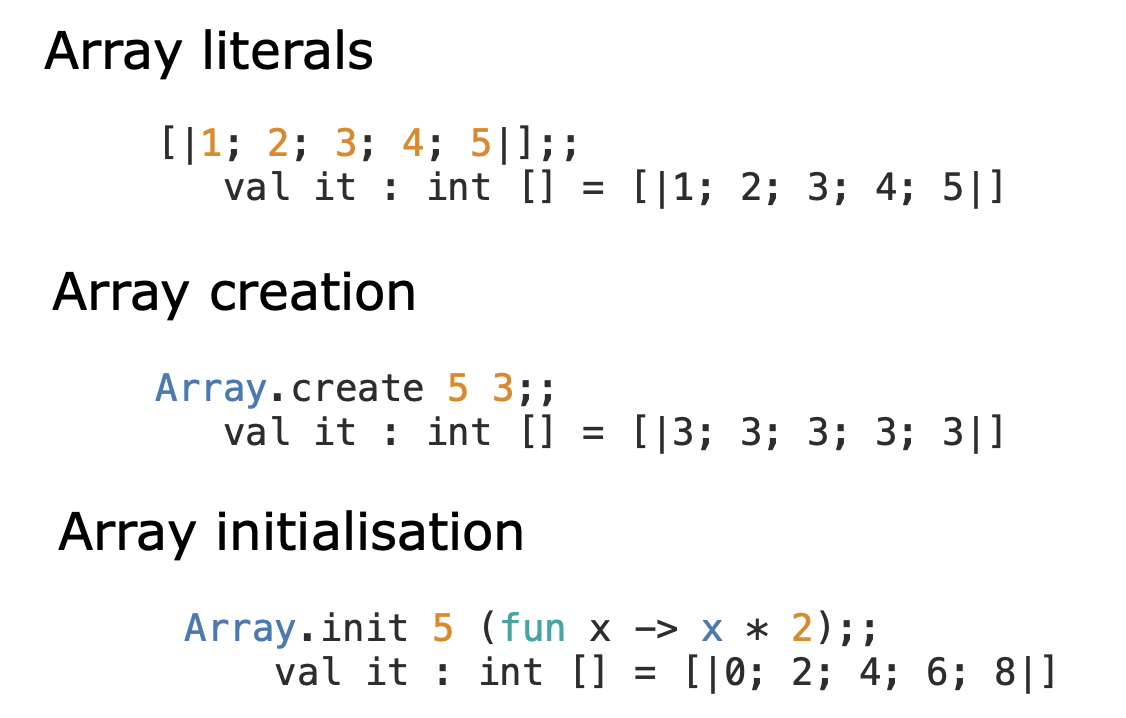 Array literals
[|1; 2; 3; 4; 5|];;
val it : int [] = [|1; 2; 3; 4; 5|]
Array creation
Array.create 5 3;;
val it : int [] = [|3; 3; 3; 3; 3|]
Array initialisation
Array.init 5 (fun x -> x * 2);;
val it : int [] = [|0; 2; 4; 6; 8|]